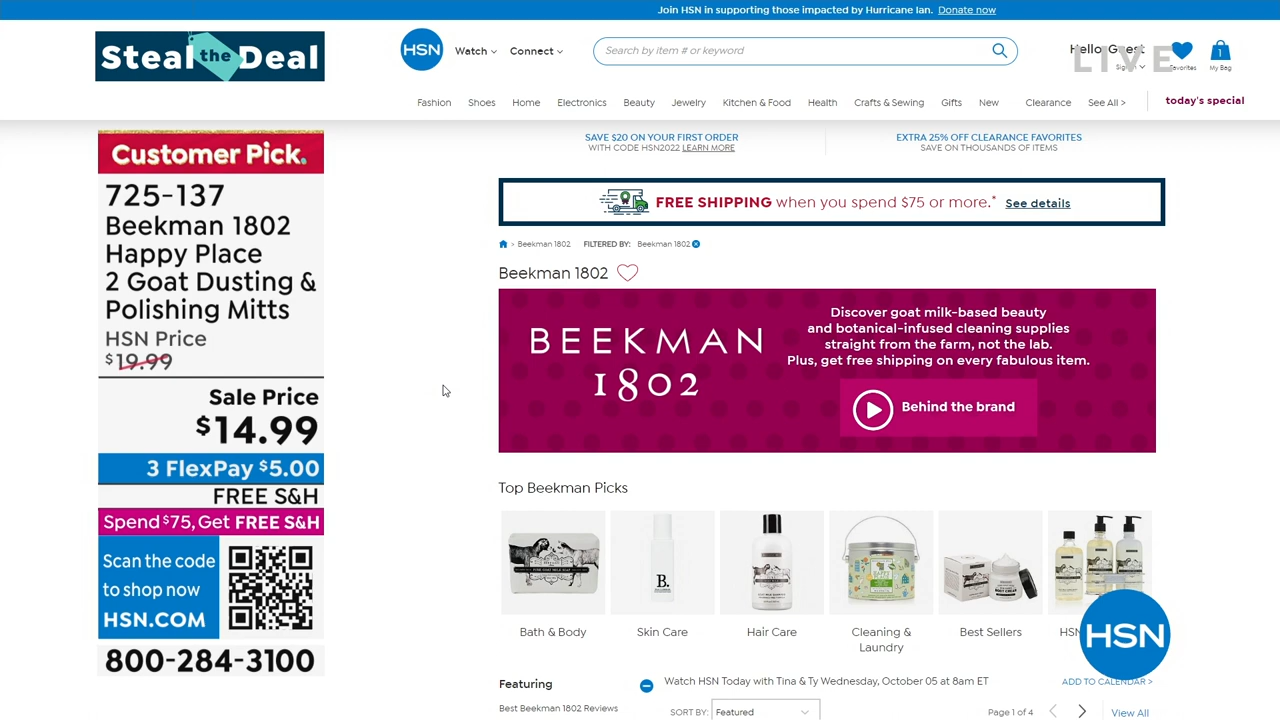 Join HSN in supporting those impacted by Hurricane Ian. Donate now
Steal the Deal
HSN
Watch
Connect
Search by item # or keyword
Hello Guest
LIVE
Favorites
1
My Bag
Fashion Shoes Home Electronics Beauty Jewelry Kitchen & Food Health Crafts & Sewing Gifts New Clearance See All > today's special
SAVE $20 ON YOUR FIRST ORDER
WITH CODE HSN2022 LEARN MORE
EXTRA 25% OFF CLEARANCE FAVORITES
SAVE ON THOUSANDS OF ITEMS
Customer Pick.
725-137
Beekman 1802
Happy Place
2 Goat Dusting &
Polishing Mitts
HSN Price
$19.99
Sale Price
$14.99
3 FlexPay $5.00
FREE S&H
Spend $75, Get FREE S&H
Scan the code
to shop now
HSN.COM
800-284-3100
FREE SHIPPING when you spend $75 or more.* See details
> Beekman 1802 FILTERED BY: Beekman 1802
Beekman 1802
BEEKMAN
1802
Discover goat milk-based beauty
and botanical-infused cleaning supplies
straight from the farm, not the lab.
Plus, get free shipping on every fabulous item.
Behind the brand
Top Beekman Picks
B.
Bath & Body
Skin Care
Hair Care
Cleaning &
Laundry
Best Sellers
HSN
Featuring
Best Beekman 1802 Reviews
Watch HSN Today with Tina & Ty Wednesday, October 05 at 8am ET
ADD TO CALENDAR >
SORT BY: Featured
Page 1 of 4
View All